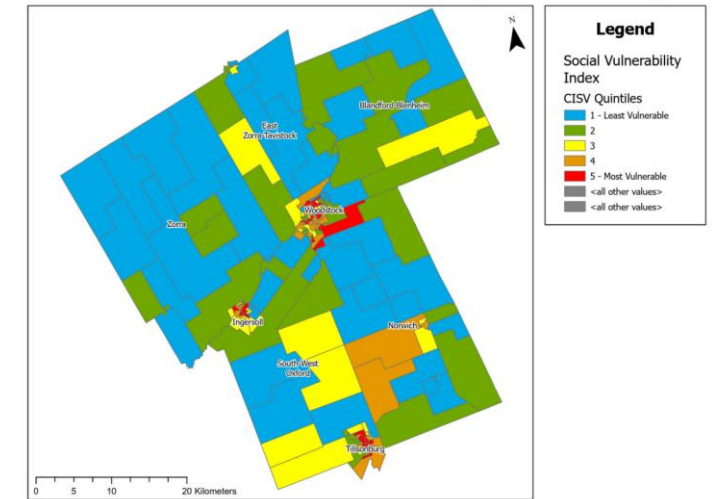 N
Legend
Social Vulnerability
Index
CISV Quintiles
1 - Least Vulnerable
2
3
4
5 - Most Vulnerable
<all other values>
<all other values>
Blandford-Blenheim
East
Zorra-Tavistock
Woodstock
Zorra
Ingersoll
Norwich
South-West
Oxford
Tillsonburg
0 5 10 20 Kilometers